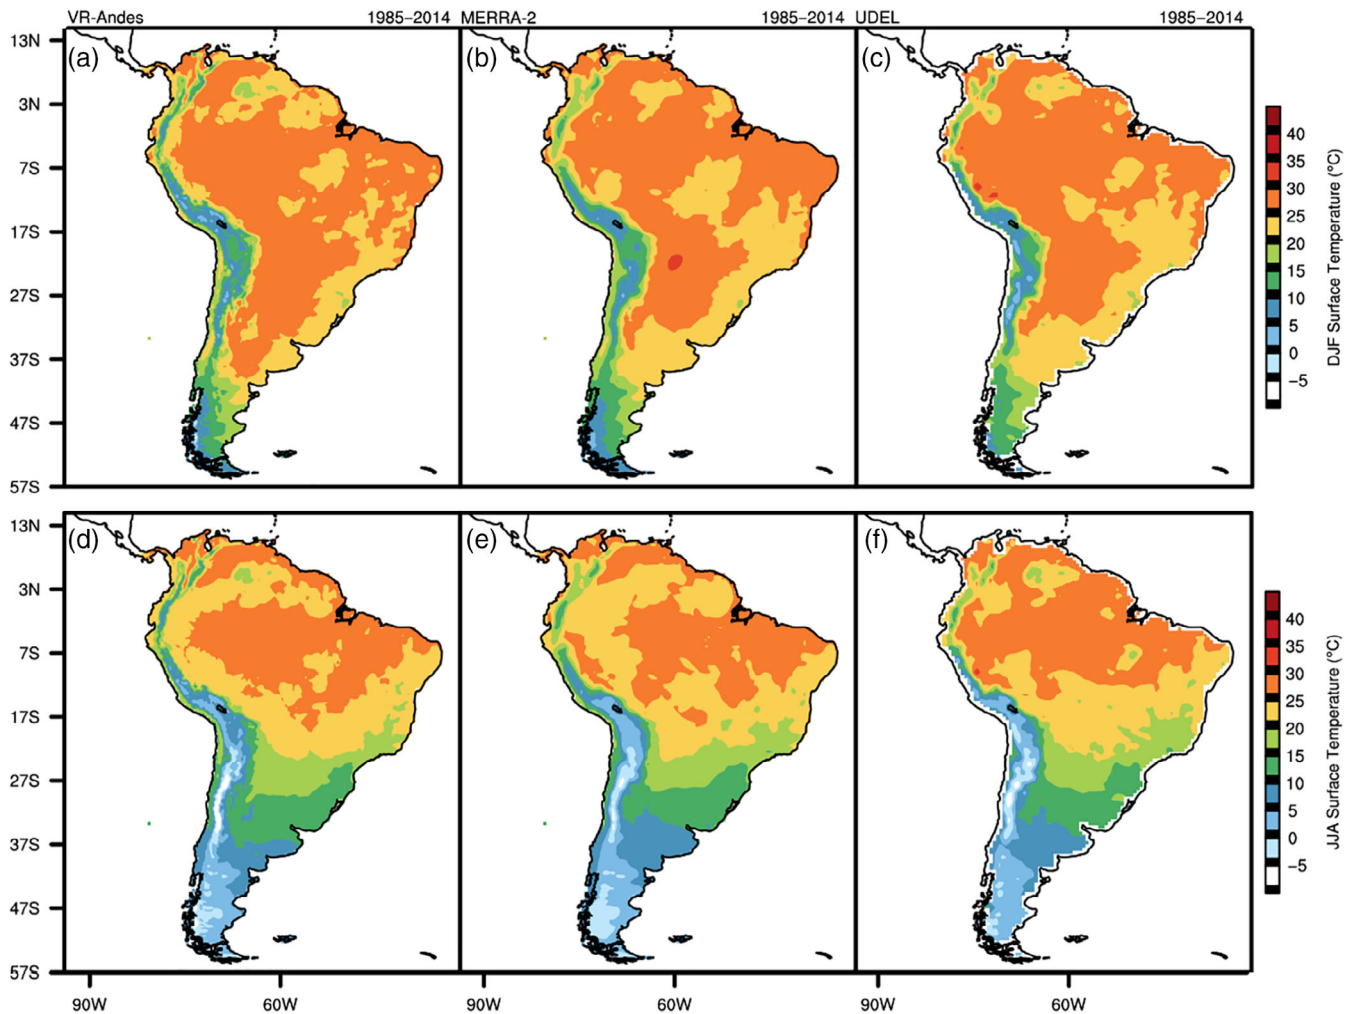 VR-Andes 1985–2014 MERRA-2 1985–2014 UDEL 1985–2014
13N (a) (b) (c)
3N
7S
17S
27S
37S
47S
57S
40
35
30
25
20
15
10
5
0
−5
DJF Surface Temperature (°C)
13N (d) (e) (f)
3N
7S
17S
27S
37S
47S
57S
40
35
30
25
20
15
10
5
0
−5
JJA Surface Temperature (°C)
90W 60W 90W 60W 90W 60W